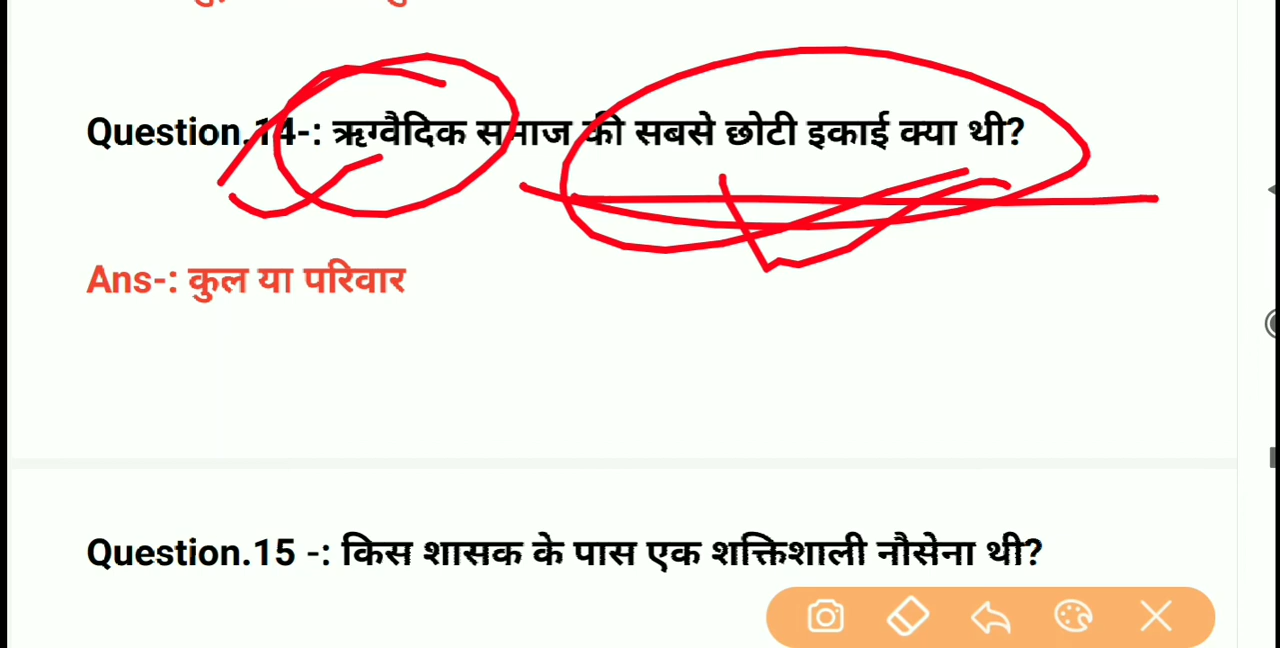 Question.14-: ऋग्वैदिक समाज की सबसे छोटी इकाई क्या थी?
Ans-: कुल या परिवार
Question.15 -: किस शासक के पास एक शक्तिशाली नौसेना थी?